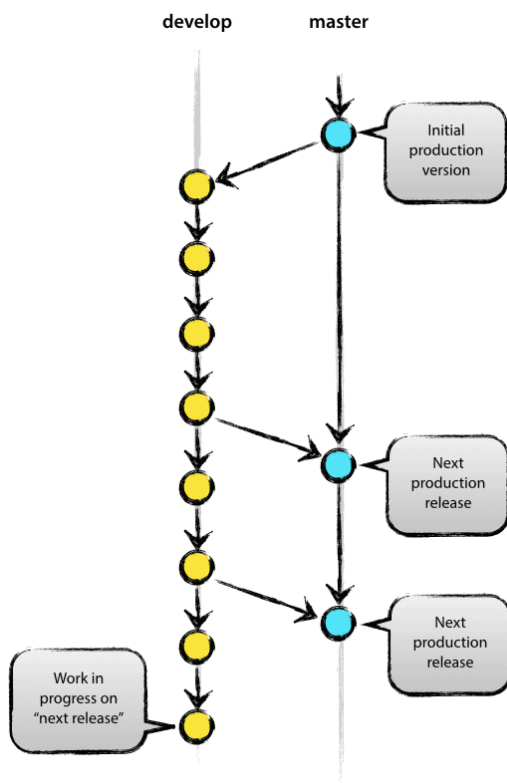 develop
master
Initial
production
version
Next
production
release
Next
production
release
Work in
progress on
“next release”